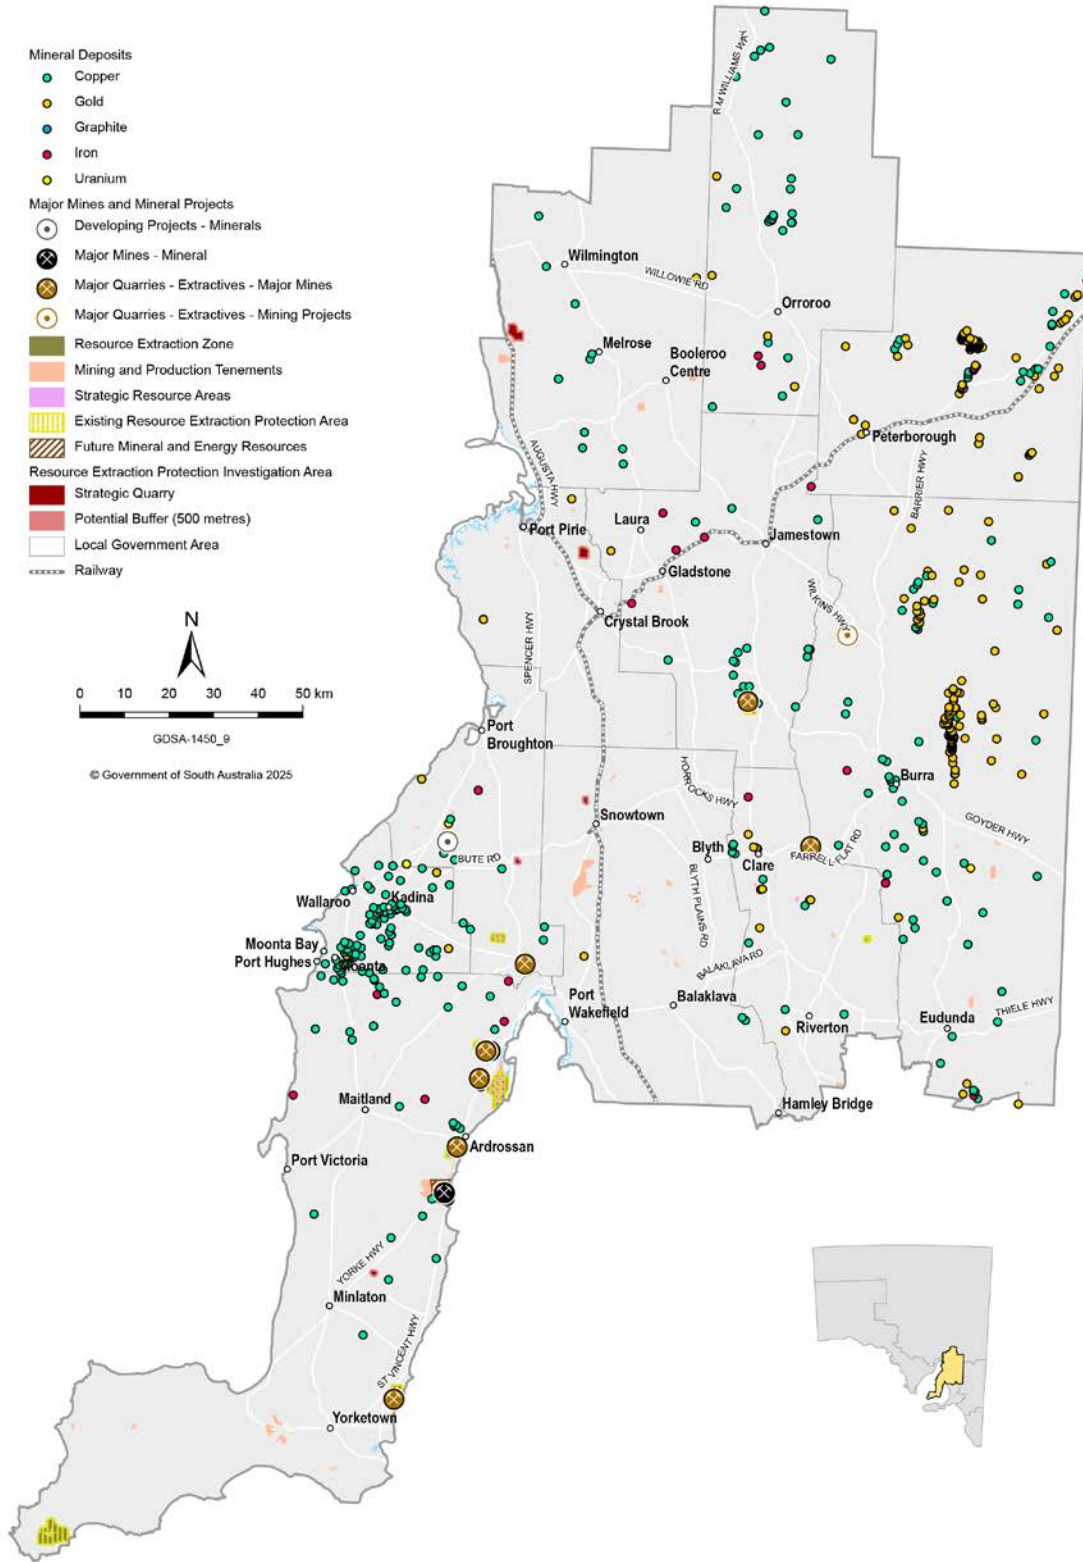 Mineral Deposits
Copper
Gold
Graphite
Iron
Uranium
Major Mines and Mineral Projects
Developing Projects - Minerals
Major Mines - Mineral
Major Quarries - Extractives - Major Mines
Major Quarries - Extractives - Mining Projects
Resource Extraction Zone
Mining and Production Tenements
Strategic Resource Areas
Existing Resource Extraction Protection Area
Future Mineral and Energy Resources
Resource Extraction Protection Investigation Area
Strategic Quarry
Potential Buffer (500 metres)
Local Government Area
Railway
N
0 10 20 30 40 50 km
GDSA-1450_9
© Government of South Australia 2025
R M WILLIAMS WAY
Wilmington
WILLOWIE RD
Orroroo
Melrose
Booleroo
Centre
Peterborough
BARRIER HWY
AUGUSTA HWY
Port Pirie
Laura
Jamestown
Gladstone
WILKINS HWY
Crystal Brook
SPENCER HWY
Port
Broughton
HORROCKS HWY
Burra
Snowtown
GOYDER HWY
Blyth
Clare
FARRELL FLAT RD
BUTE RD
BLYTH PLAINS RD
Wallaroo
Kadina
Moonta Bay
Port Hughes
Moonta
BALAKLAVA RD
Port
Wakefield
Balaklava
Riverton
Eudunda
THIELE HWY
Maitland
Hamley Bridge
Ardrossan
Port Victoria
YORKE HWY
Minlaton
ST VINCENT HWY
Yorketown